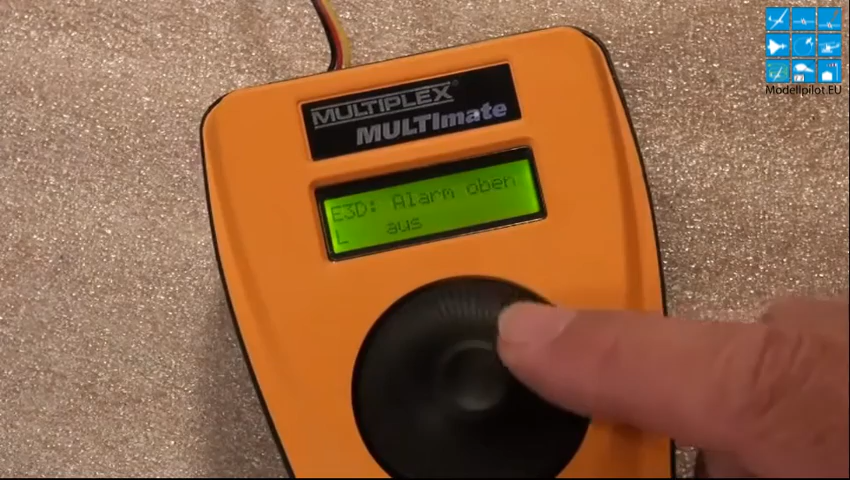 MULTIPLEX®
MULTImate
E3D: Alarm oben
L aus
Modellpilot.EU